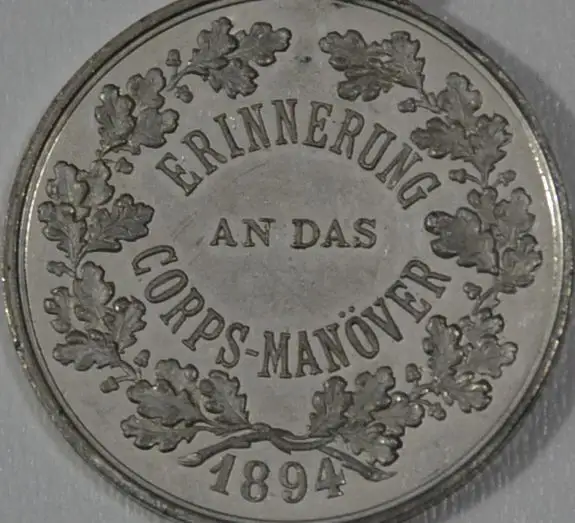 ERINNERUNG
AN DAS
CORPS-MANÖVER
1894